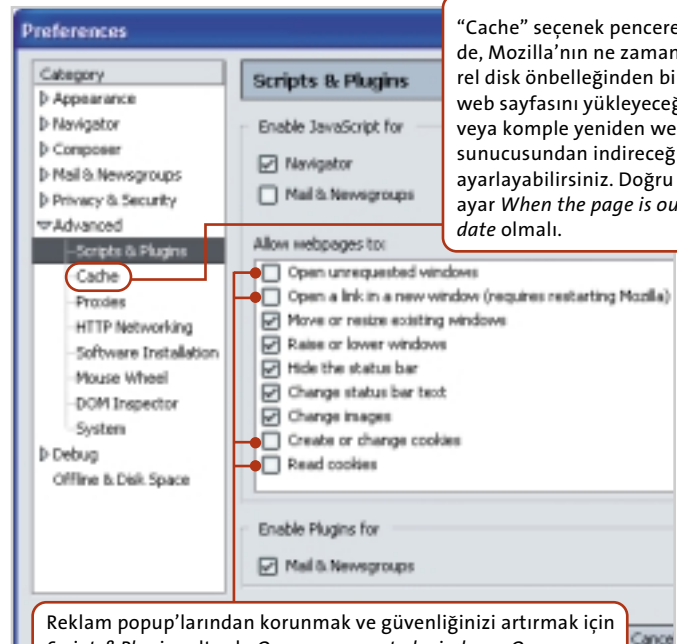 Preferences
Category
Appearance
Navigator
Composer
Mail & Newsgroups
Privacy & Security
Advanced
Scripts & Plugins
Cache
Proxies
HTTP Networking
Software Installation
Mouse Wheel
DOM Inspector
System
Debug
Offline & Disk Space
Scripts & Plugins
Enable JavaScript for
Navigator
Mail & Newsgroups
Allow webpages to:
Open unrequested windows
Open a link in a new window (requires restarting Mozilla)
Move or resize existing windows
Raise or lower windows
Hide the status bar
Change status bar text
Change images
Create or change cookies
Read cookies
Enable Plugins for
Mail & Newsgroups
Cance
“Cache” seçenek pencere
de, Mozilla’nın ne zaman
rel disk önbelleğinden bi
web sayfasını yükleyeceğ
veya komple yeniden we
sunucusundan indireceğ
ayarlayabilirsiniz. Doğru
ayar When the page is ou
date olmalı.
Reklam popup’larından korunmak ve güvenliğinizi artırmak için